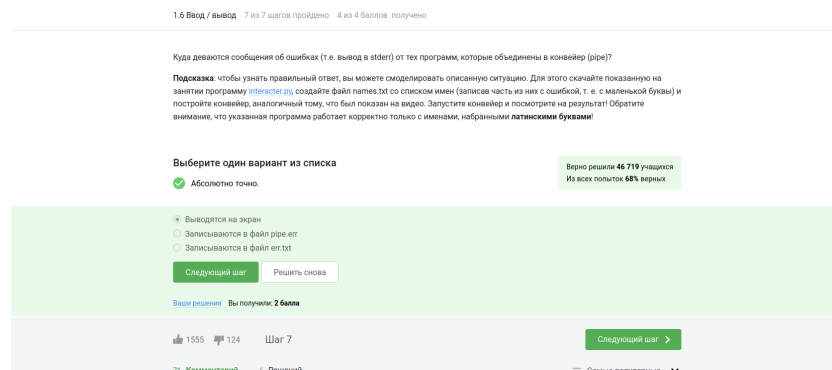 1.6 Ввод / вывод 7 из 7 шагов пройдено 4 из 4 баллов получено
Куда деваются сообщения об ошибках (т.е. вывод в stderr) от тех программ, которые объединены в конвейер (pipe)?
Подсказка: чтобы узнать правильный ответ, вы можете смоделировать описанную ситуацию. Для этого скачайте показанную на
занятии программу interacter.py, создайте файл names.txt со списком имен (записав часть из них с ошибкой, т. е. с маленькой буквы) и
постройте конвейер, аналогичный тому, что был показан на видео. Запустите конвейер и посмотрите на результат! Обратите
внимание, что указанная программа работает корректно только с именами, набранными латинскими буквами!
Выберите один вариант из списка
Абсолютно точно.
Верно решили 46 719 учащихся
Из всех попыток 68% верных
Выводятся на экран
Записываются в файл pipe.err
Записываются в файл err.txt
Следующий шаг Решить снова
Ваши решения Вы получили: 2 балла
1555 124 Шаг 7 Следующий шаг